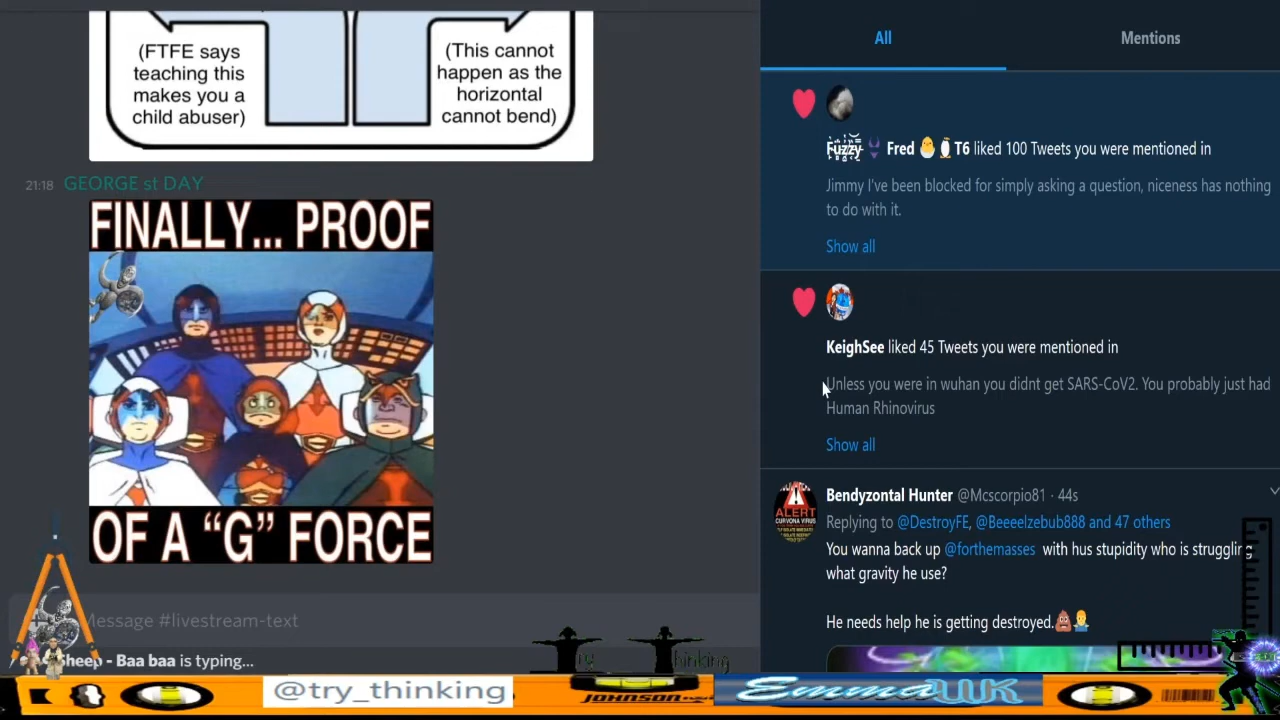 (FTFE says
teaching this
makes you a
child abuser)
(This cannot
happen as the
horizontal
cannot bend)
21:18 GEORGE st DAY
FINALLY... PROOF
OF A “G” FORCE
Message #livestream-text
Sheep - Baa baa is typing...
All
Mentions
Fuzzy Fred T6 liked 100 Tweets you were mentioned in
Jimmy I've been blocked for simply asking a question, niceness has nothing
to do with it.
Show all
KeighSee liked 45 Tweets you were mentioned in
Unless you were in wuhan you didnt get SARS-CoV2. You probably just had
Human Rhinovirus
Show all
Bendyzontal Hunter @Mcscorpio81 · 44s
Replying to @DestroyFE, @Beeeelzebub888 and 47 others
You wanna back up @forthemasses with hus stupidity who is struggling
what gravity he use?
He needs help he is getting destroyed.
ALERT
Try Thinking
@try_thinking
JOHNSON
EmmaUK